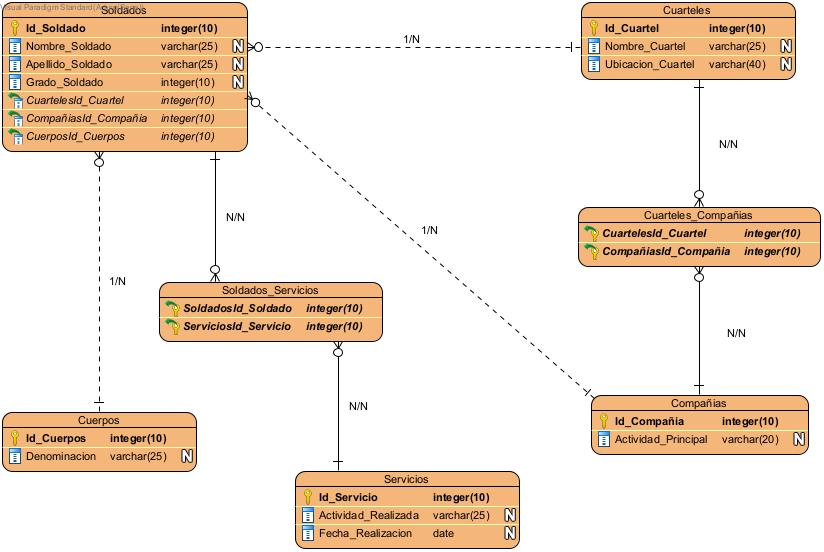 Visual Paradigm Standard
Soldados
Id_Soldado integer(10)
Nombre_Soldado varchar(25) N
Apellido_Soldado varchar(25) N
Grado_Soldado integer(10) N
CuartelesId_Cuartel integer(10)
CompañiasId_Compañia integer(10)
CuerposId_Cuerpos integer(10)
1/N
Cuarteles
Id_Cuartel integer(10)
Nombre_Cuartel varchar(25) N
Ubicacion_Cuartel varchar(40) N
N/N
Cuarteles_Compañias
CuartelesId_Cuartel integer(10)
CompañiasId_Compañia integer(10)
N/N
1/N
1/N
Soldados_Servicios
SoldadosId_Soldado integer(10)
ServiciosId_Servicio integer(10)
N/N
N/N
Compañias
Id_Compañia integer(10)
Actividad_Principal varchar(20) N
Cuerpos
Id_Cuerpos integer(10)
Denominacion varchar(25) N
Servicios
Id_Servicio integer(10)
Actividad_Realizada varchar(25) N
Fecha_Realizacion date N